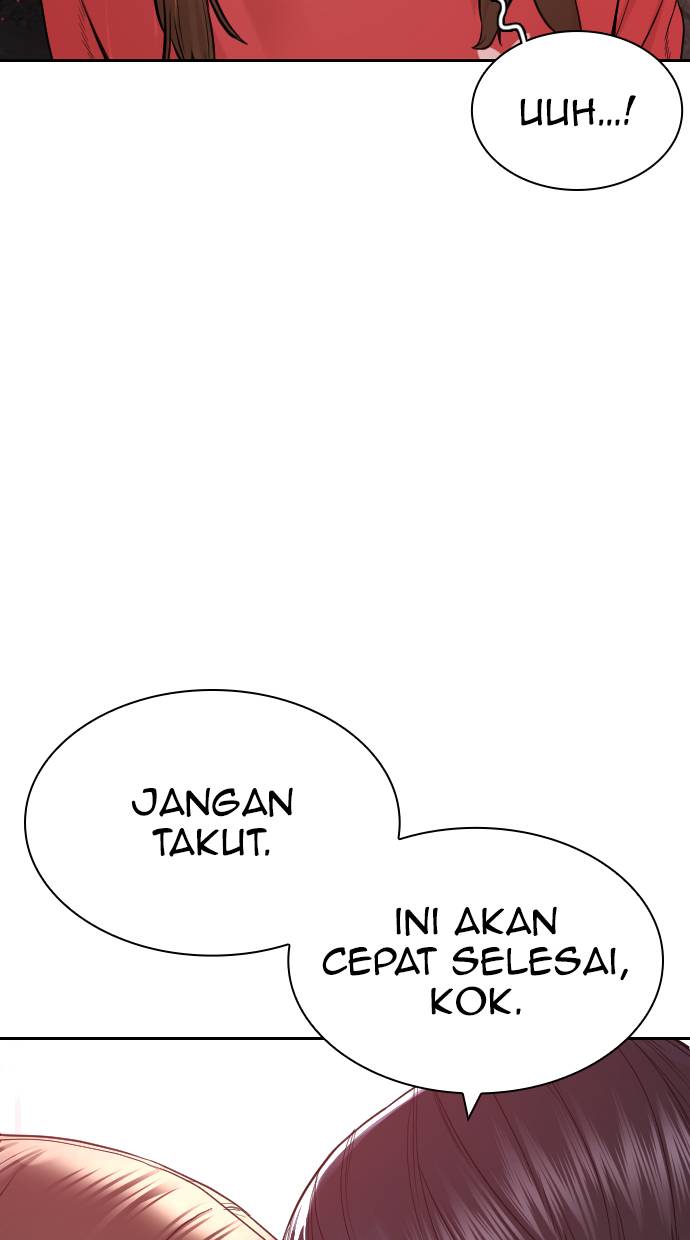 UUH...!
JANGAN
TAKUT.
INI AKAN
CEPAT SELESAI,
KOK.